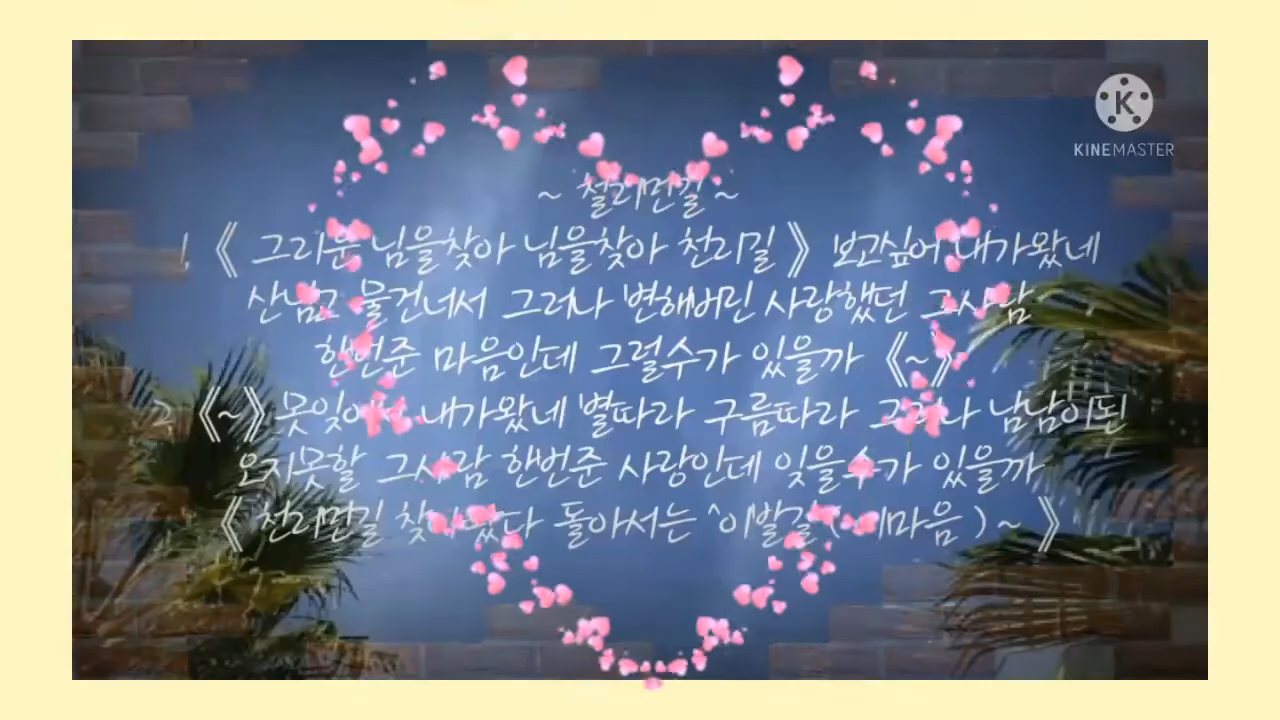 KINEMASTER
~ 철리먼길 ~
1. 《 그리운 님을찾아 님을찾아 천리길 》 보고싶어 내가왔네
산넘고 물건너서 그러나 변해버린 사랑했던 그사람
한번준 마음인데 그럴수가 있을까 《~》
2 《~》 못잊어서 내가왔네 별따라 구름따라 그러나 남남이된
오지못할 그사람 한번준 사랑인데 잊을수가 있을까
《 천리먼길 찾아왔다 돌아서는 ^이발길 ( 내마음 ) ~ 》